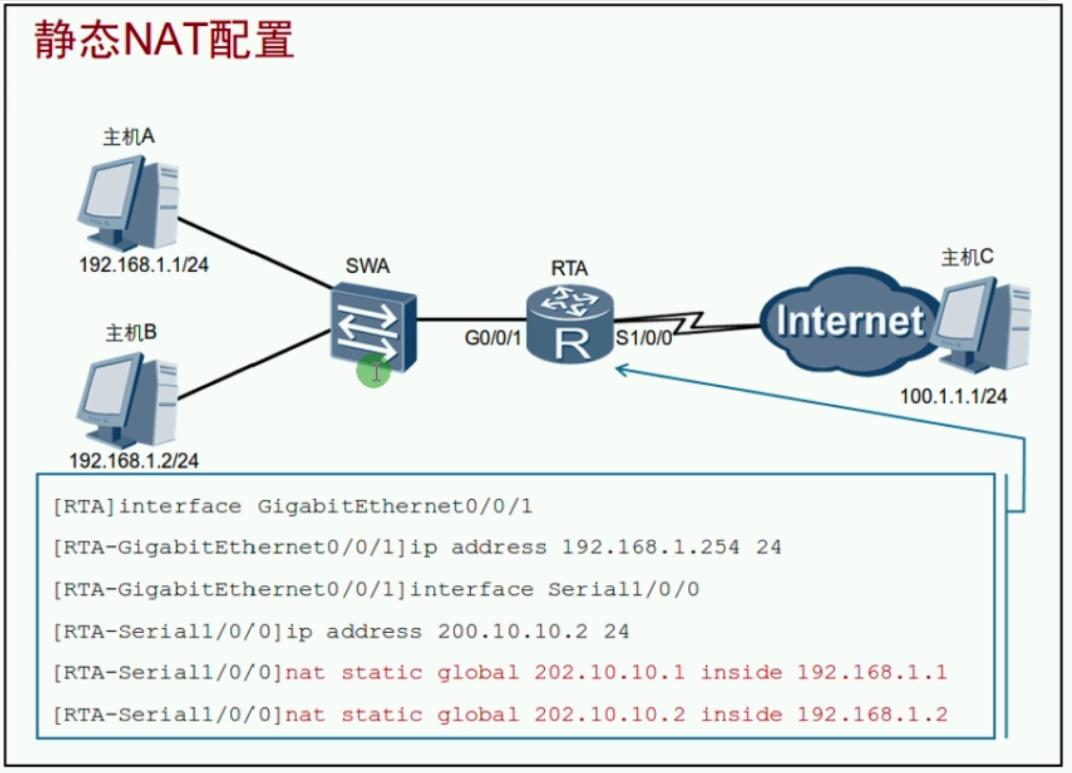 静态NAT配置
主机A
192.168.1.1/24
SWA
RTA
主机C
主机B
G0/0/1
R
S1/0/0
Internet
100.1.1.1/24
192.168.1.2/24
[RTA]interface GigabitEthernet0/0/1
[RTA-GigabitEthernet0/0/1]ip address 192.168.1.254 24
[RTA-GigabitEthernet0/0/1]interface Serial1/0/0
[RTA-Serial1/0/0]ip address 200.10.10.2 24
[RTA-Serial1/0/0]nat static global 202.10.10.1 inside 192.168.1.1
[RTA-Serial1/0/0]nat static global 202.10.10.2 inside 192.168.1.2